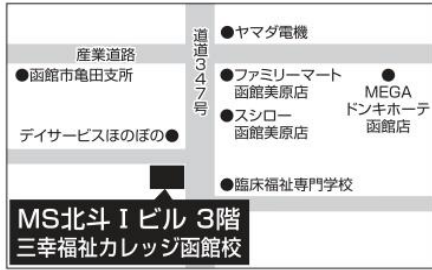 ●ヤマダ電機
産業道路
道道347号
●函館市亀田支所
●ファミリーマート
函館美原店
●
MEGA
ドンキホーテ
函館店
●スシロー
函館美原店
デイサービスほのぼの●
●臨床福祉専門学校
MS北斗Ⅰビル 3階
三幸福祉カレッジ函館校